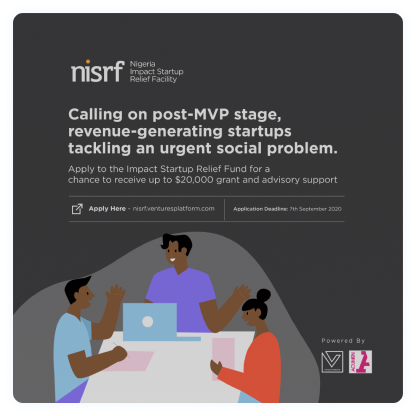 nisrf
Nigeria
Impact Startup
Relief Facility
Calling on post-MVP stage,
revenue-generating startups
tackling an urgent social problem.
Apply to the Impact Startup Relief Fund for a
chance to receive up to $20,000 grant and advisory support
Apply Here - nisrf.venturesplatform.com
Application Deadline: 7th September 2020
Powered By
ACUMEN